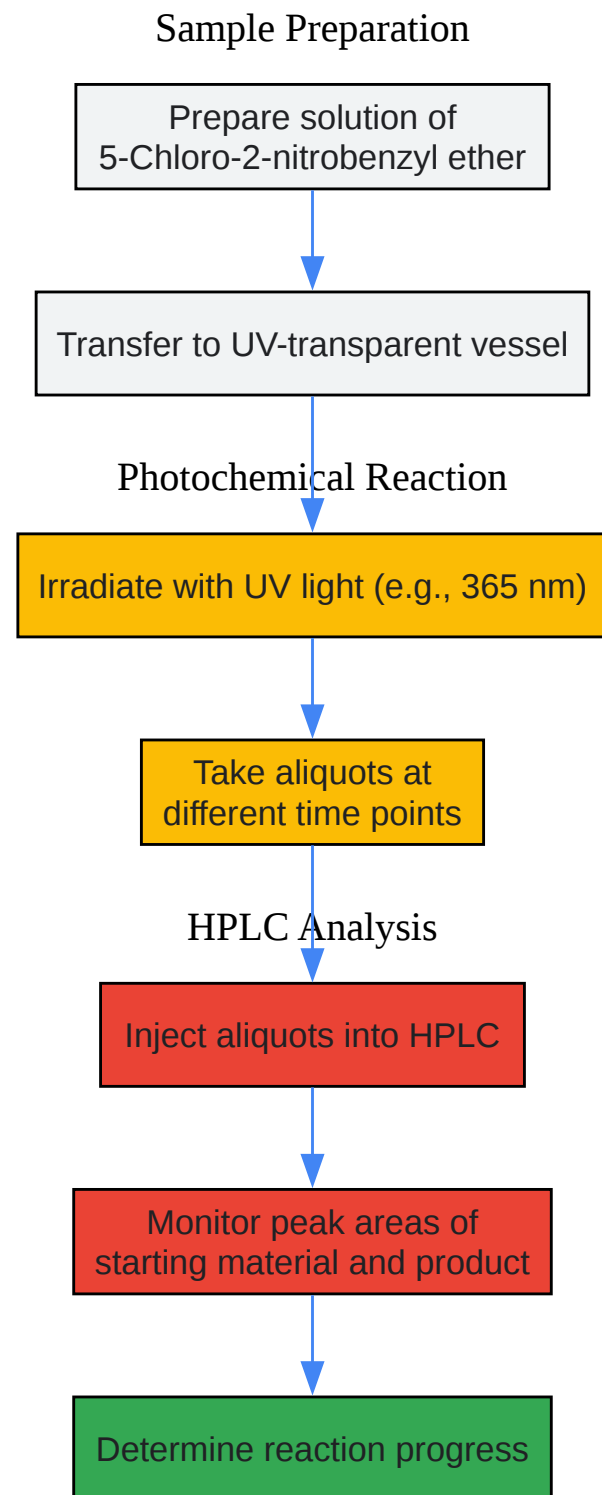 Sample Preparation
Prepare solution of
5-Chloro-2-nitrobenzyl ether
Transfer to UV-transparent vessel
Photochemical Reaction
Irradiate with UV light (e.g., 365 nm)
Take aliquots at
different time points
HPLC Analysis
Inject aliquots into HPLC
Monitor peak areas of
starting material and product
Determine reaction progress